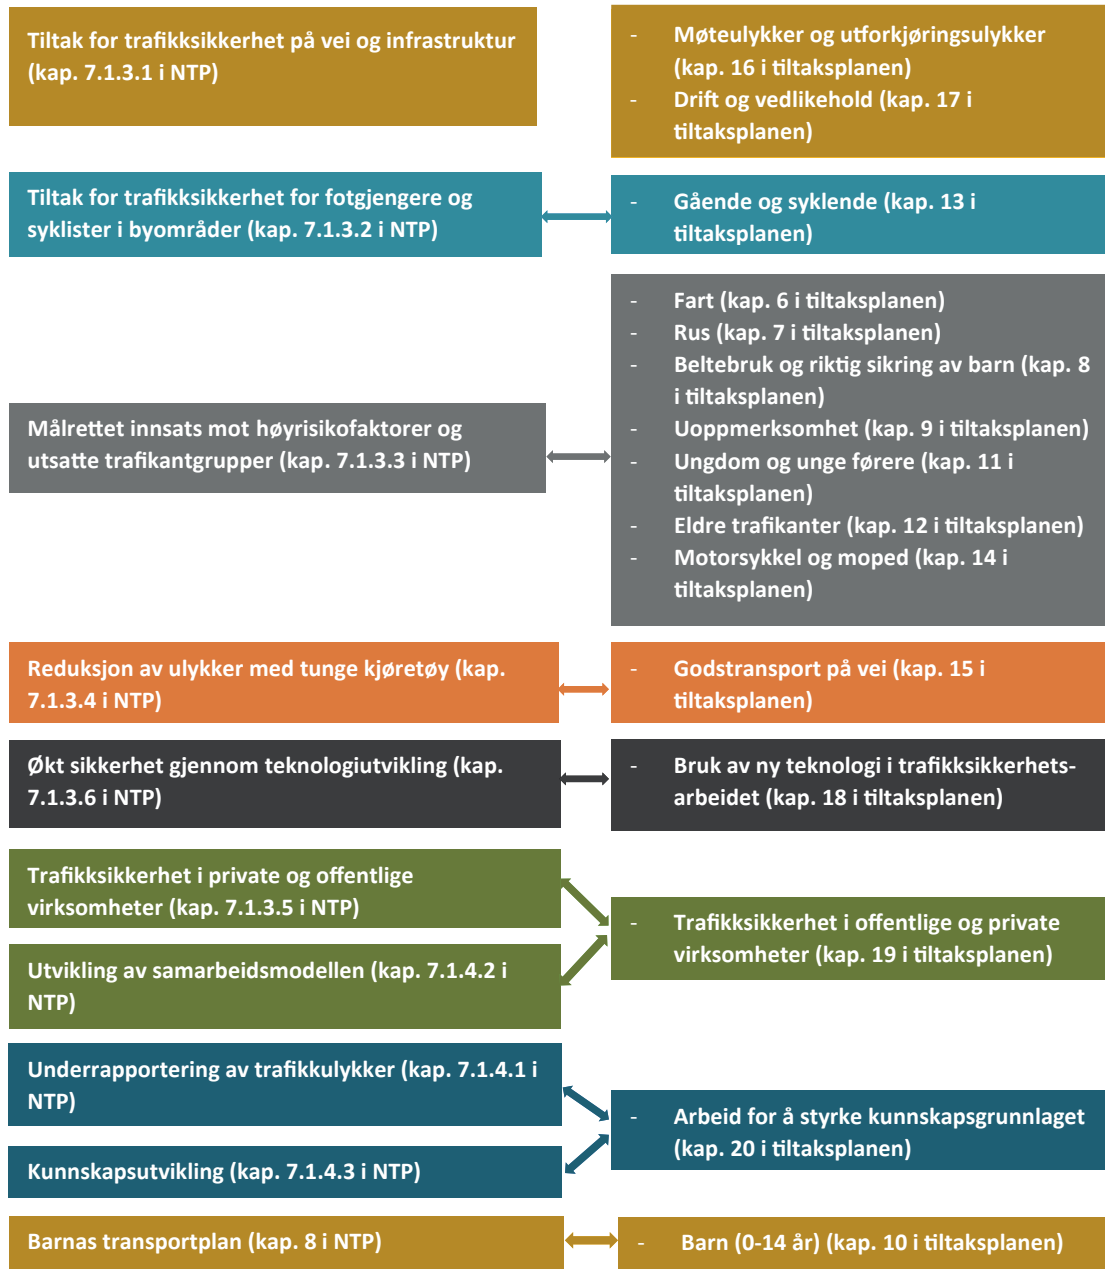 Tiltak for trafikksikkerhet på vei og infrastruktur
(kap. 7.1.3.1 i NTP)
- Møteulykker og utforkjøringsulykker
(kap. 16 i tiltaksplanen)
- Drift og vedlikehold (kap. 17 i
tiltaksplanen)
Tiltak for trafikksikkerhet for fotgjengere og
syklister i byområder (kap. 7.1.3.2 i NTP)
- Gående og syklende (kap. 13 i
tiltaksplanen)
Målrettet innsats mot høyrisikofaktorer og
utsatte trafikantgrupper (kap. 7.1.3.3 i NTP)
- Fart (kap. 6 i tiltaksplanen)
- Rus (kap. 7 i tiltaksplanen)
- Beltebruk og riktig sikring av barn (kap. 8
i tiltaksplanen)
- Uoppmerksomhet (kap. 9 i tiltaksplanen)
- Ungdom og unge førere (kap. 11 i
tiltaksplanen)
- Eldre trafikanter (kap. 12 i tiltaksplanen)
- Motorsykkel og moped (kap. 14 i
tiltaksplanen)
Reduksjon av ulykker med tunge kjøretøy (kap.
7.1.3.4 i NTP)
- Godstransport på vei (kap. 15 i
tiltaksplanen)
Økt sikkerhet gjennom teknologiutvikling (kap.
7.1.3.6 i NTP)
- Bruk av ny teknologi i trafikksikkerhets-
arbeidet (kap. 18 i tiltaksplanen)
Trafikksikkerhet i private og offentlige
virksomheter (kap. 7.1.3.5 i NTP)
Utvikling av samarbeidsmodellen (kap. 7.1.4.2 i
NTP)
- Trafikksikkerhet i offentlige og private
virksomheter (kap. 19 i tiltaksplanen)
Underrapportering av trafikkulykker (kap. 7.1.4.1 i
NTP)
Kunnskapsutvikling (kap. 7.1.4.3 i NTP)
- Arbeid for å styrke kunnskapsgrunnlaget
(kap. 20 i tiltaksplanen)
Barnas transportplan (kap. 8 i NTP)
- Barn (0-14 år) (kap. 10 i tiltaksplanen)